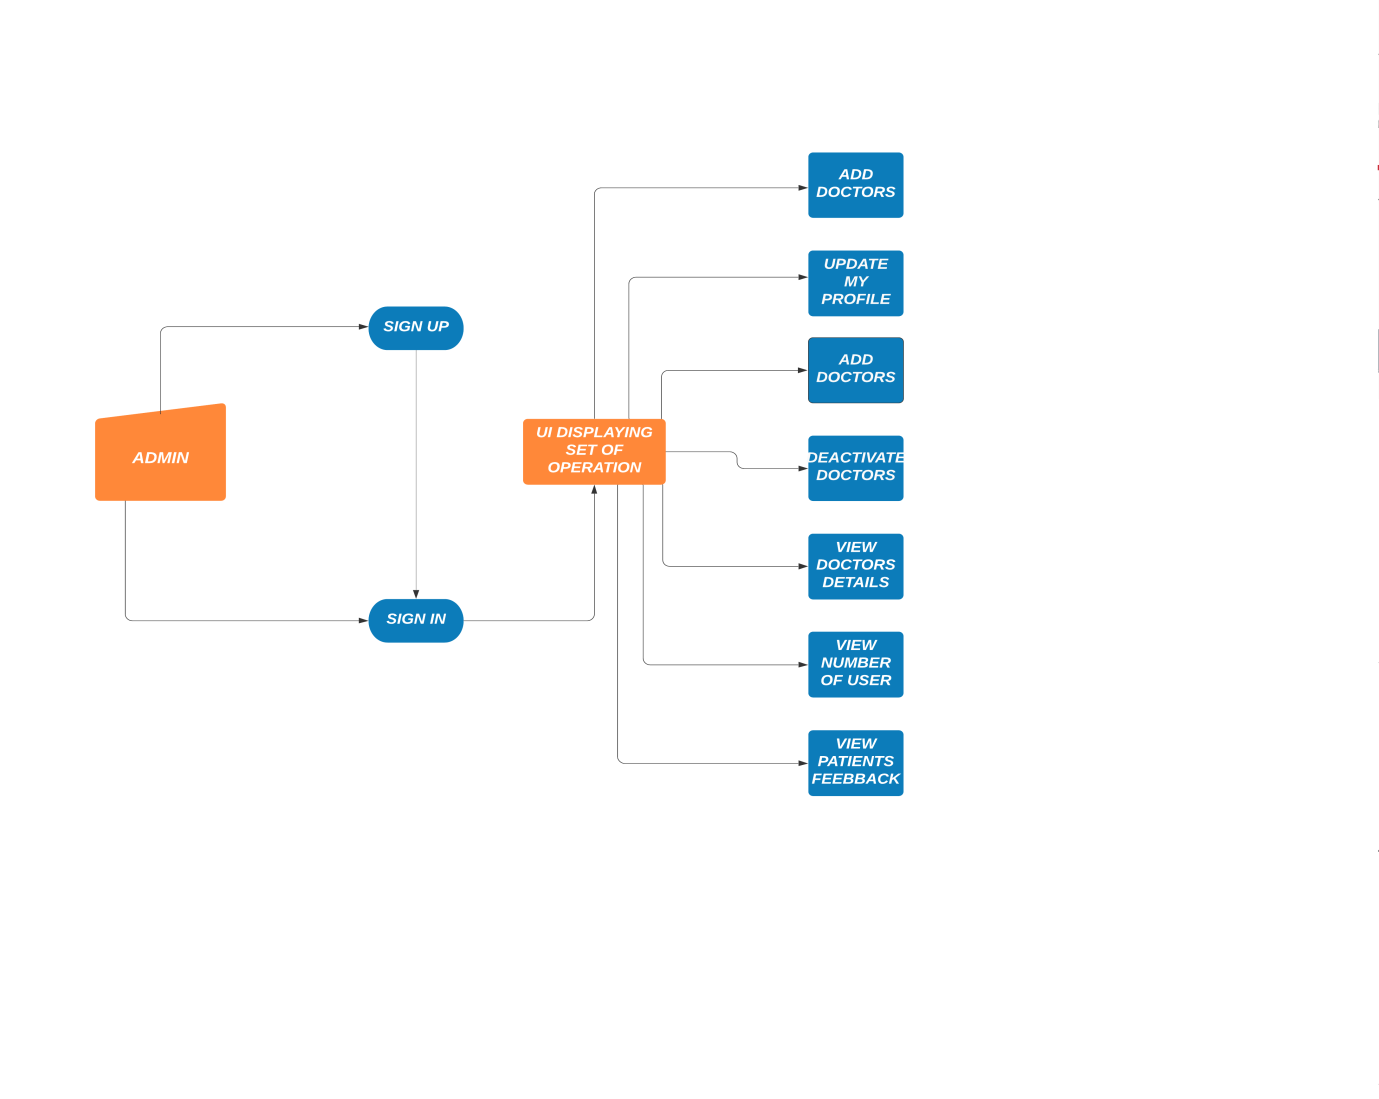 ADD
DOCTORS
UPDATE
MY
PROFILE
SIGN UP
ADD
DOCTORS
ADMIN
UI DISPLAYING
SET OF
OPERATION
DEACTIVATE
DOCTORS
VIEW
DOCTORS
DETAILS
SIGN IN
VIEW
NUMBER
OF USER
VIEW
PATIENTS
FEEBBACK